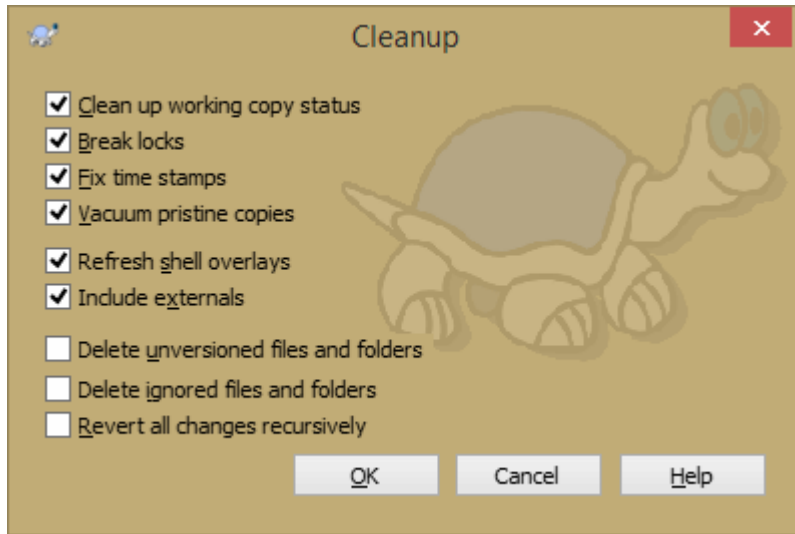 Cleanup
Clean up working copy status
Break locks
Fix time stamps
Vacuum pristine copies
Refresh shell overlays
Include externals
Delete unversioned files and folders
Delete ignored files and folders
Revert all changes recursively
OK Cancel Help